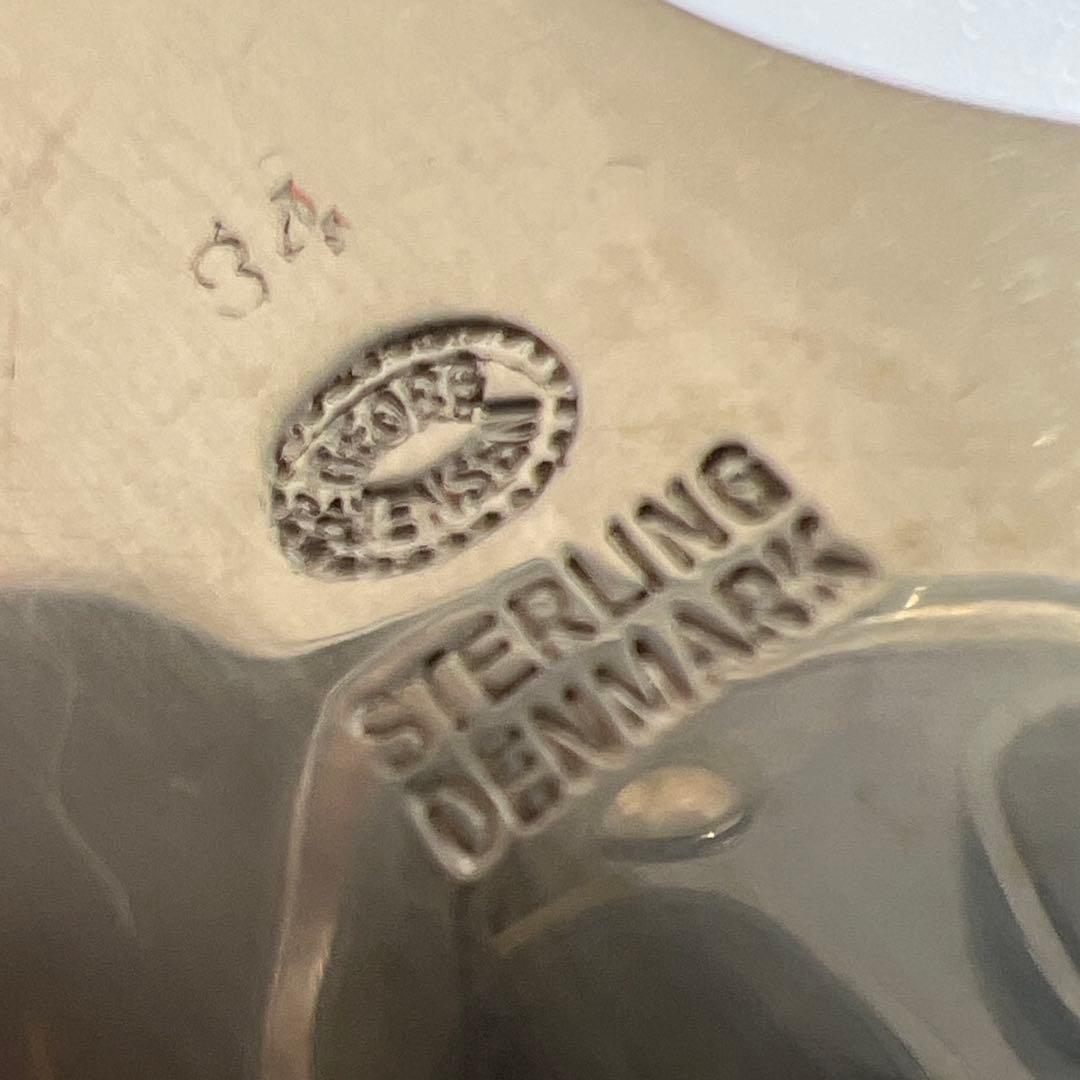 34
GEORG
JENSEN
STERLING
DENMARK